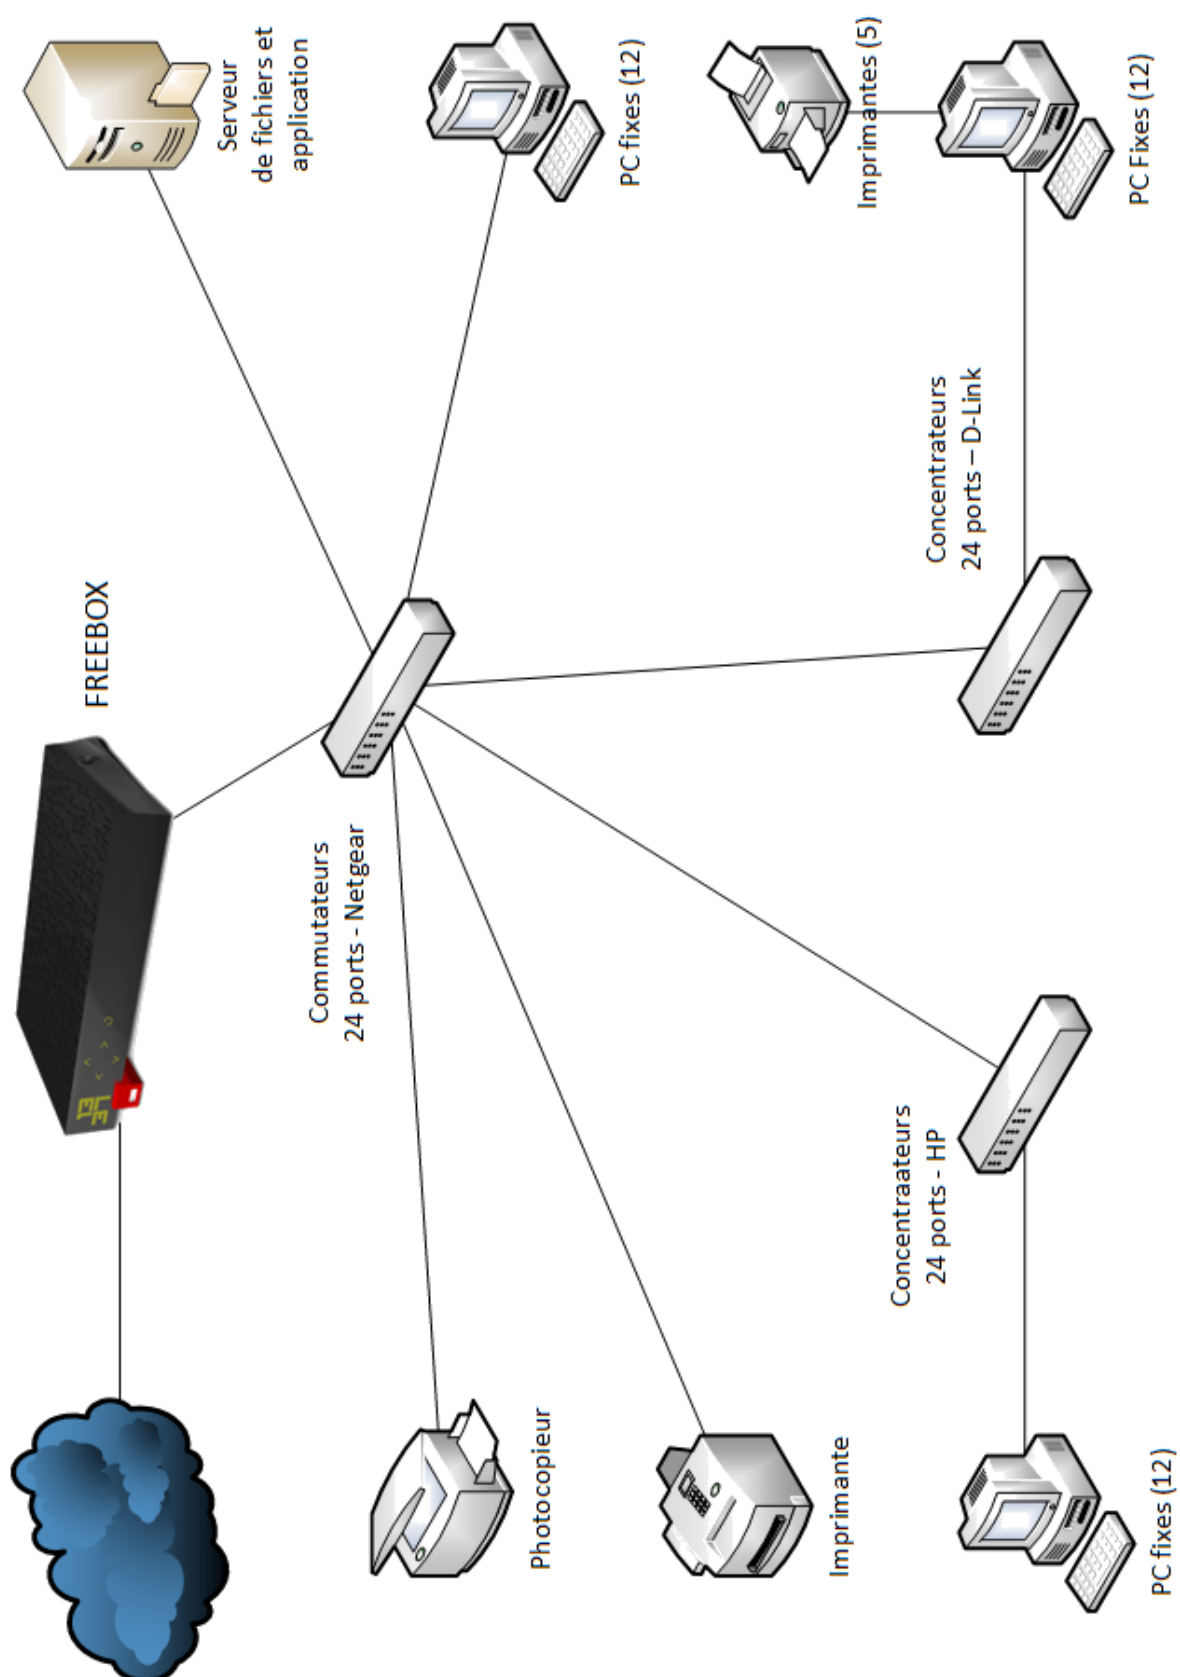 FREEBOX
Serveur
de fichiers et
application
Commutateurs
24 ports - Netgear
Photocopieur
PC fixes (12)
Imprimante
Imprimantes (5)
Concentraateurs
24 ports - HP
Concentrateurs
24 ports – D-Link
PC fixes (12)
PC Fixes (12)